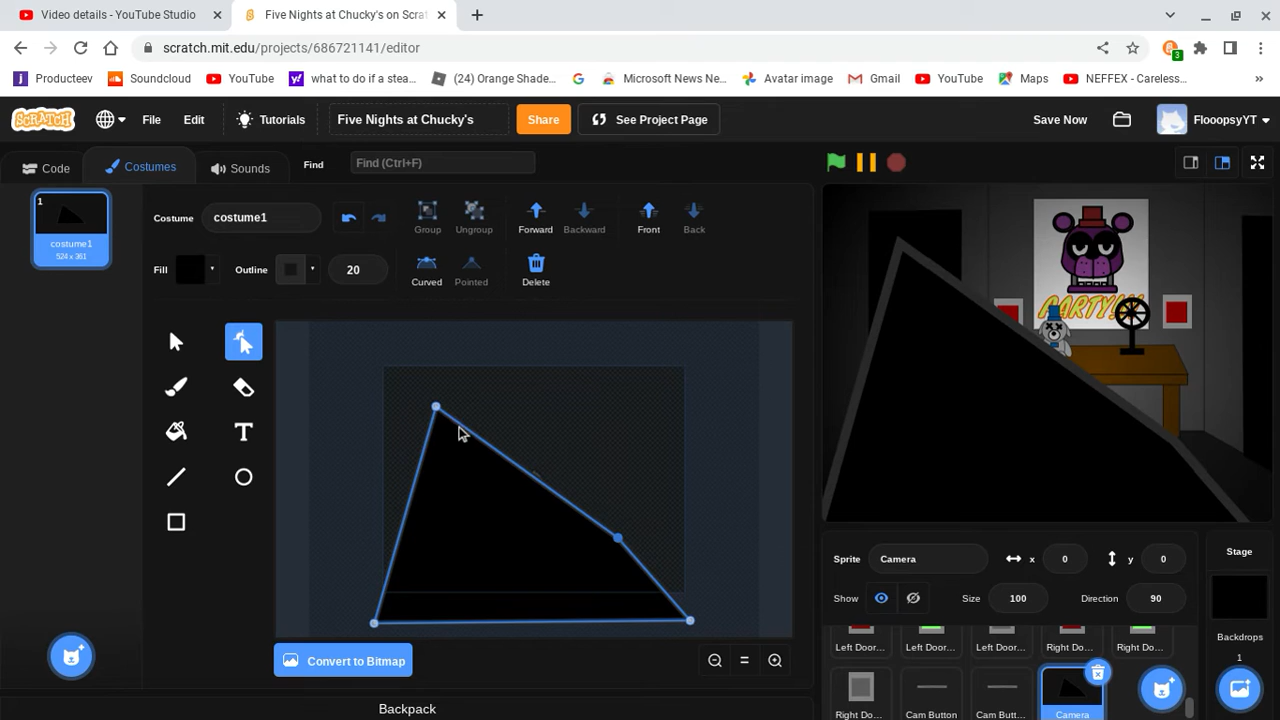 Video details - YouTube Studio
Five Nights at Chucky's on Scrat
scratch.mit.edu/projects/686721141/editor
3
Producteev
Soundcloud
YouTube
what to do if a stea...
(24) Orange Shade...
Microsoft News Ne...
Avatar image
Gmail
YouTube
Maps
NEFFEX - Careless...
»
SCRATCH
File
Edit
Tutorials
Five Nights at Chucky's
Share
See Project Page
Save Now
FlooopsyYT
Code
Costumes
Sounds
Find
Find (Ctrl+F)
1
costume1
524 x 361
Costume
costume1
Group
Ungroup
Forward
Backward
Front
Back
Fill
Outline
20
Curved
Pointed
Delete
T
Convert to Bitmap
Backpack
PARTY!!!
Sprite
Camera
x
0
y
0
Show
Size
100
Direction
90
Left Door...
Left Door...
Left Door...
Right Do...
Right Do...
Right Do...
Cam Button
Cam Butt...
Camera
Stage
Backdrops
1